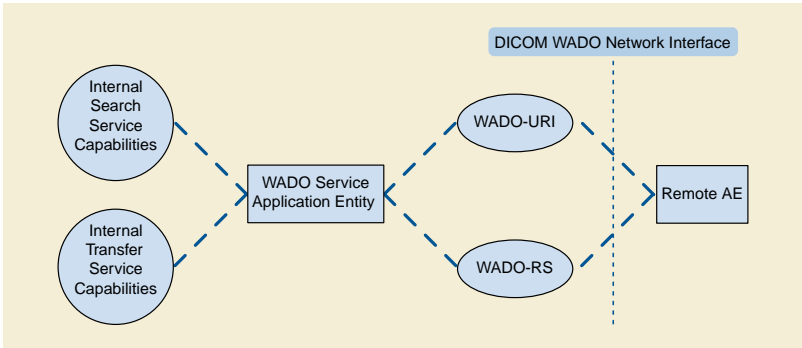 DICOM WADO Network Interface
Internal
Search
Service
Capabilities
WADO-URI
WADO Service
Application Entity
Remote AE
Internal
Transfer
Service
Capabilities
WADO-RS